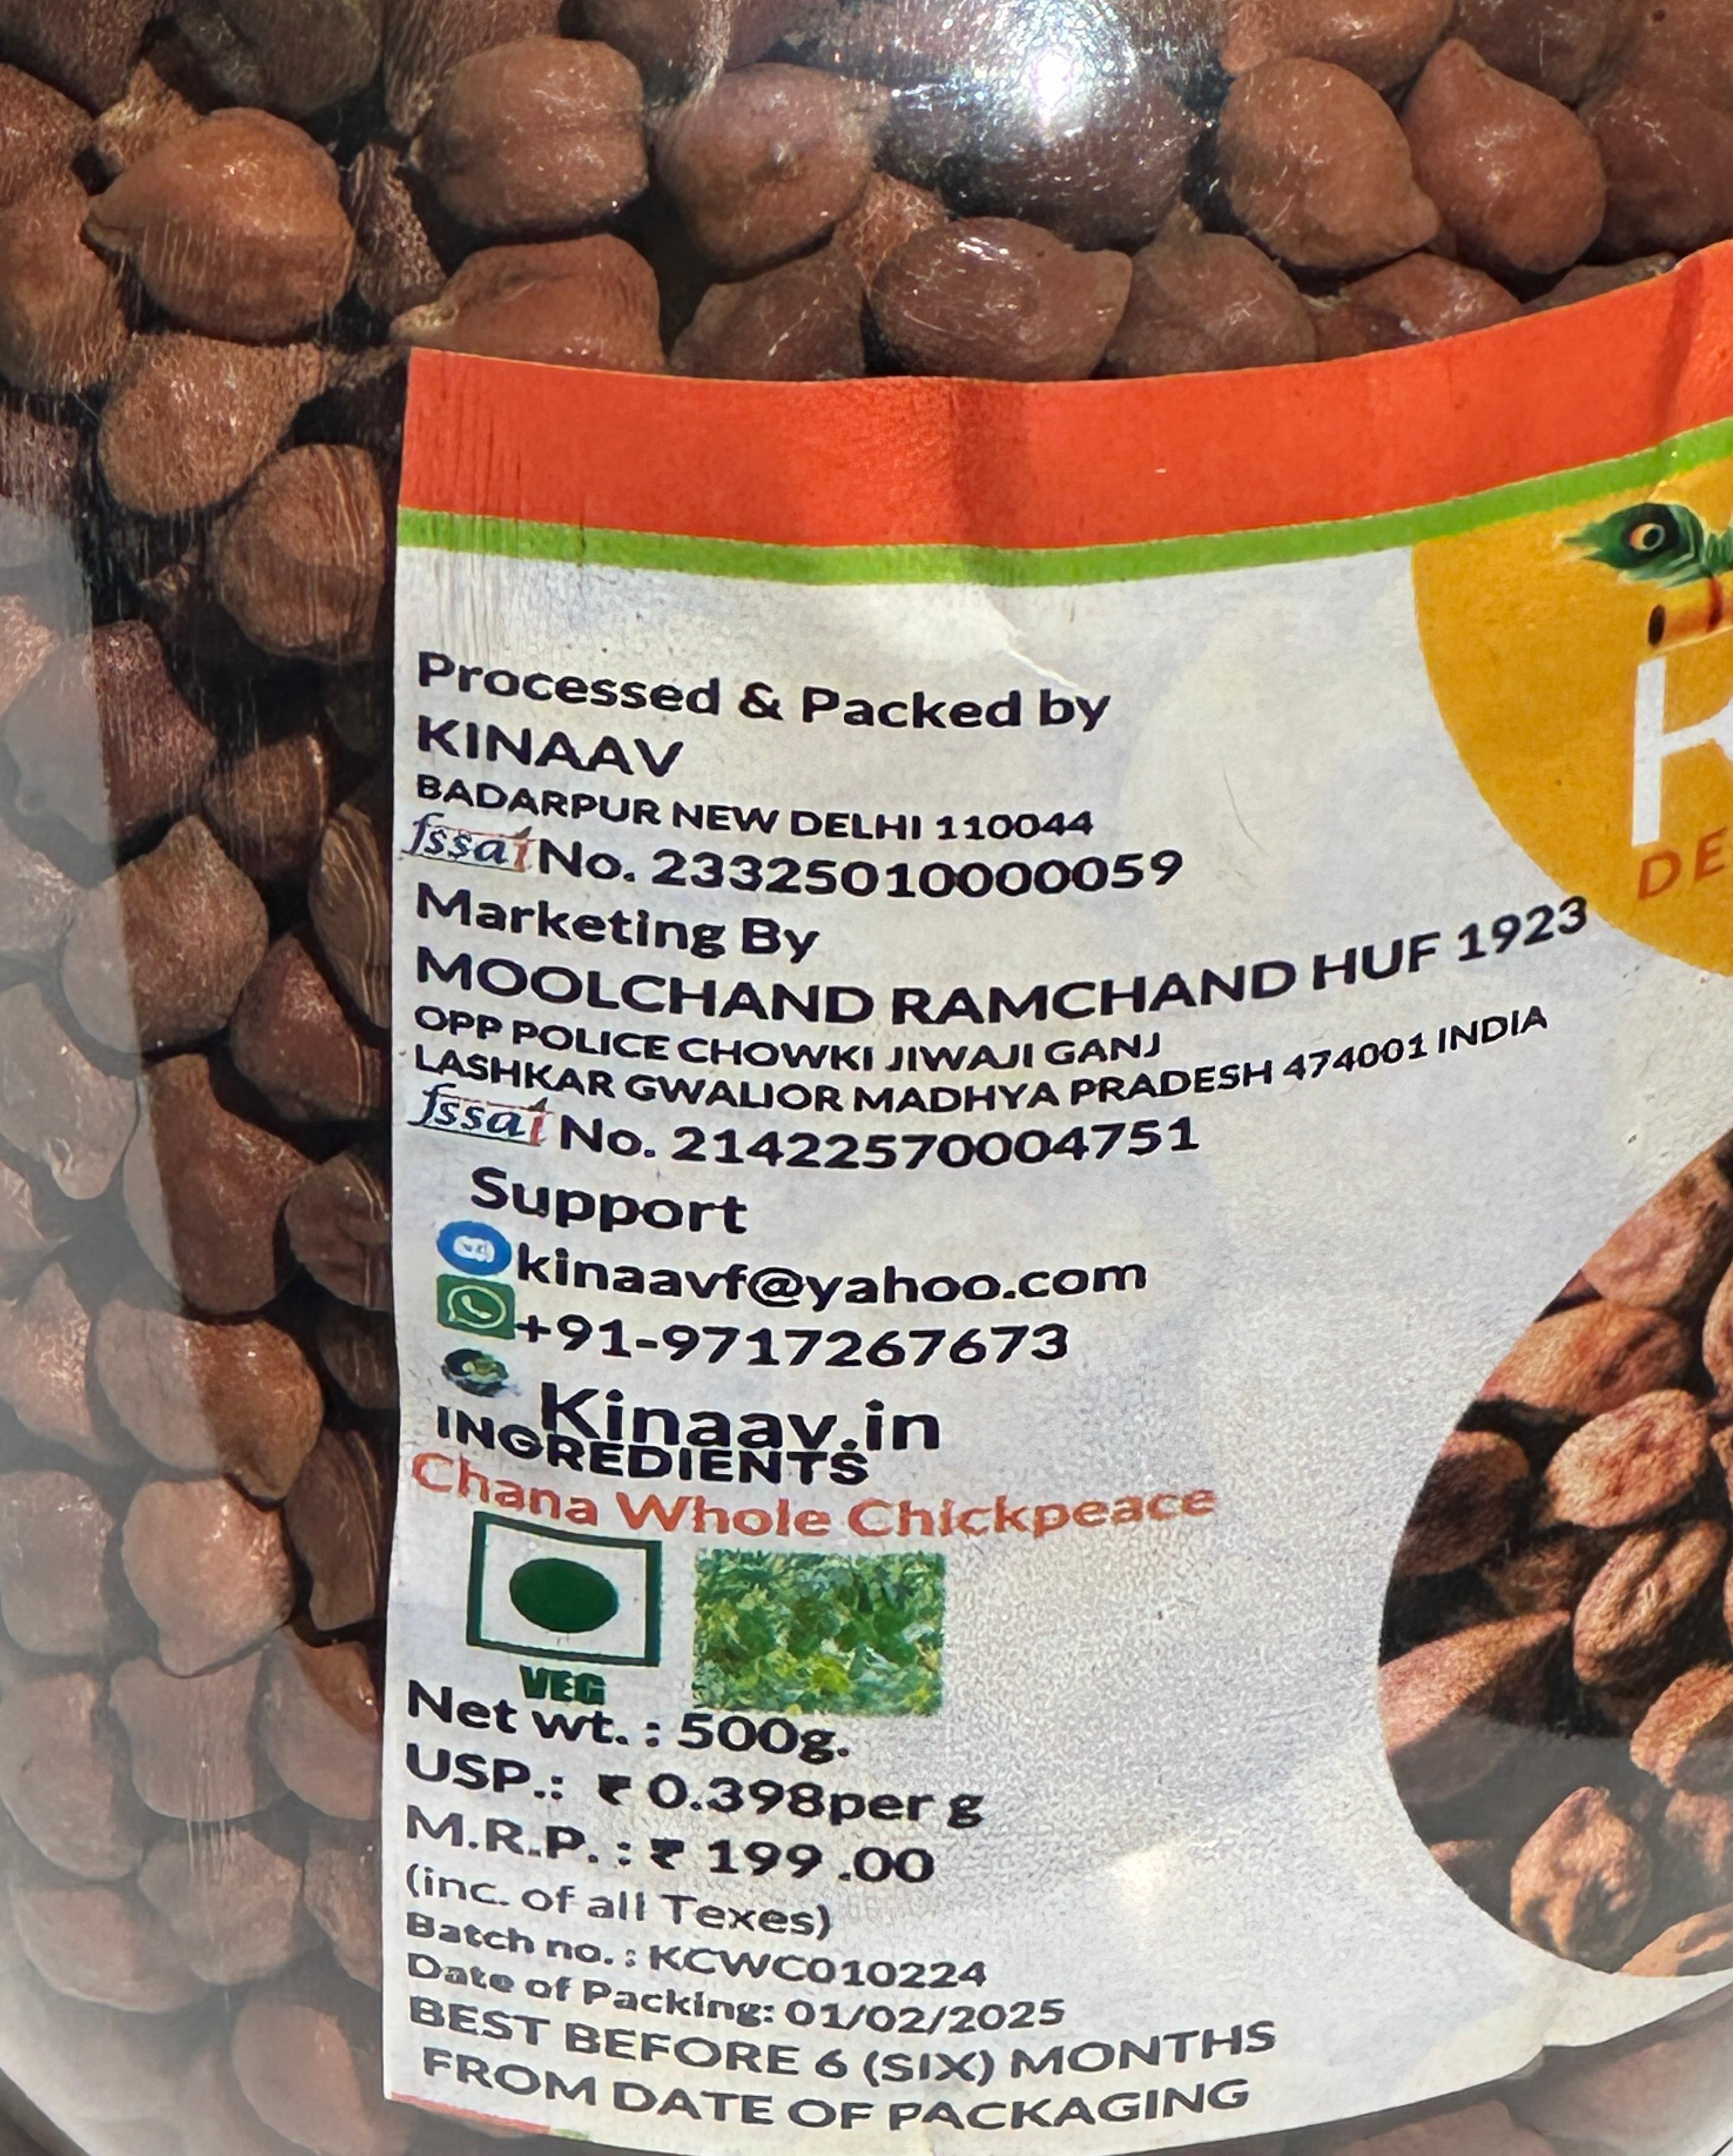 Processed & Packed by
KINAAV
BADARPUR NEW DELHI 110044
fssai No. 23325010000059
Marketing By
MOOLCHAND RAMCHAND HUF 1923
OPP POLICE CHOWKI JIWAJI GANJ
LASHKAR GWALIOR MADHYA PRADESH 474001 INDIA
fssai No. 21422570004751
Support
kinaavf@yahoo.com
+91-9717267673
Kinaav.in
INGREDIENTS
Chana Whole Chickpeace
VEG
Net wt. : 500g.
USP.: ₹ 0.398per g
M.R.P. : ₹ 199 .00
(inc. of all Texes)
Batch no. : KCWC010224
Date of Packing: 01/02/2025
BEST BEFORE 6 (SIX) MONTHS
FROM DATE OF PACKAGING